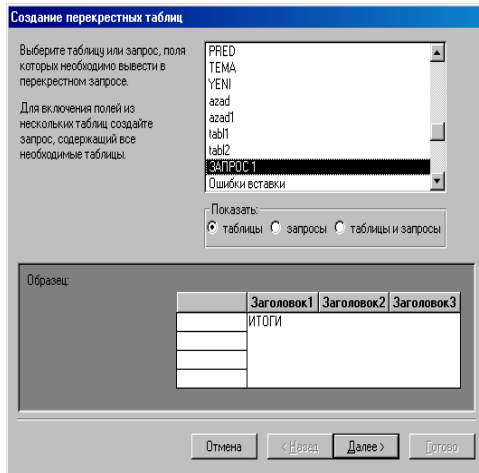 Создание перекрестных таблиц
Выберите таблицу или запрос, поля
которых необходимо вывести в
перекрестном запросе.
Для включения полей из
нескольких таблиц создайте
запрос, содержащий все
необходимые таблицы.
PRED
TEMA
YENI
azad
azad1
tabl1
tabl2
ЗАПРОС 1
Ошибки вставки
Показать:
таблицы запросы таблицы и запросы
Образец:
Заголовок1 Заголовок2 Заголовок3
ИТОГИ
Отмена < Назад Далее > Готово